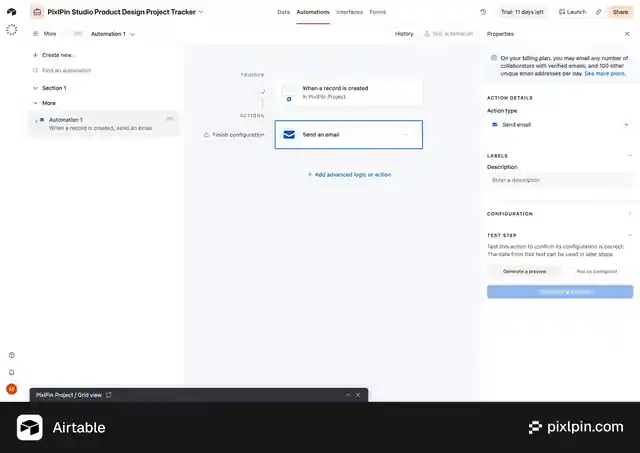 PixlPin Studio Product Design Project Tracker
Data Automations Interfaces Forms
Trial: 11 days left
Launch
Share
More
Automation 1
History
Test automation
Properties
Create new...
Find an automation
Section 1
More
Automation 1
When a record is created, send an email
TRIGGER
When a record is created
in PixlPin Project
ACTIONS
Finish configuration
Send an email
+ Add advanced logic or action
On your billing plan, you may email any number of
collaborators with verified emails; and 100 other
unique email addresses per day. See more plans.
ACTION DETAILS
Action type
Send email
LABELS
Description
Enter a description
CONFIGURATION
TEST STEP
Test this action to confirm its configuration is correct.
The data from this test can be used in later steps.
Generate a preview
Run as configured
M
PixlPin Project / Grid view
Airtable
pixlpin.com